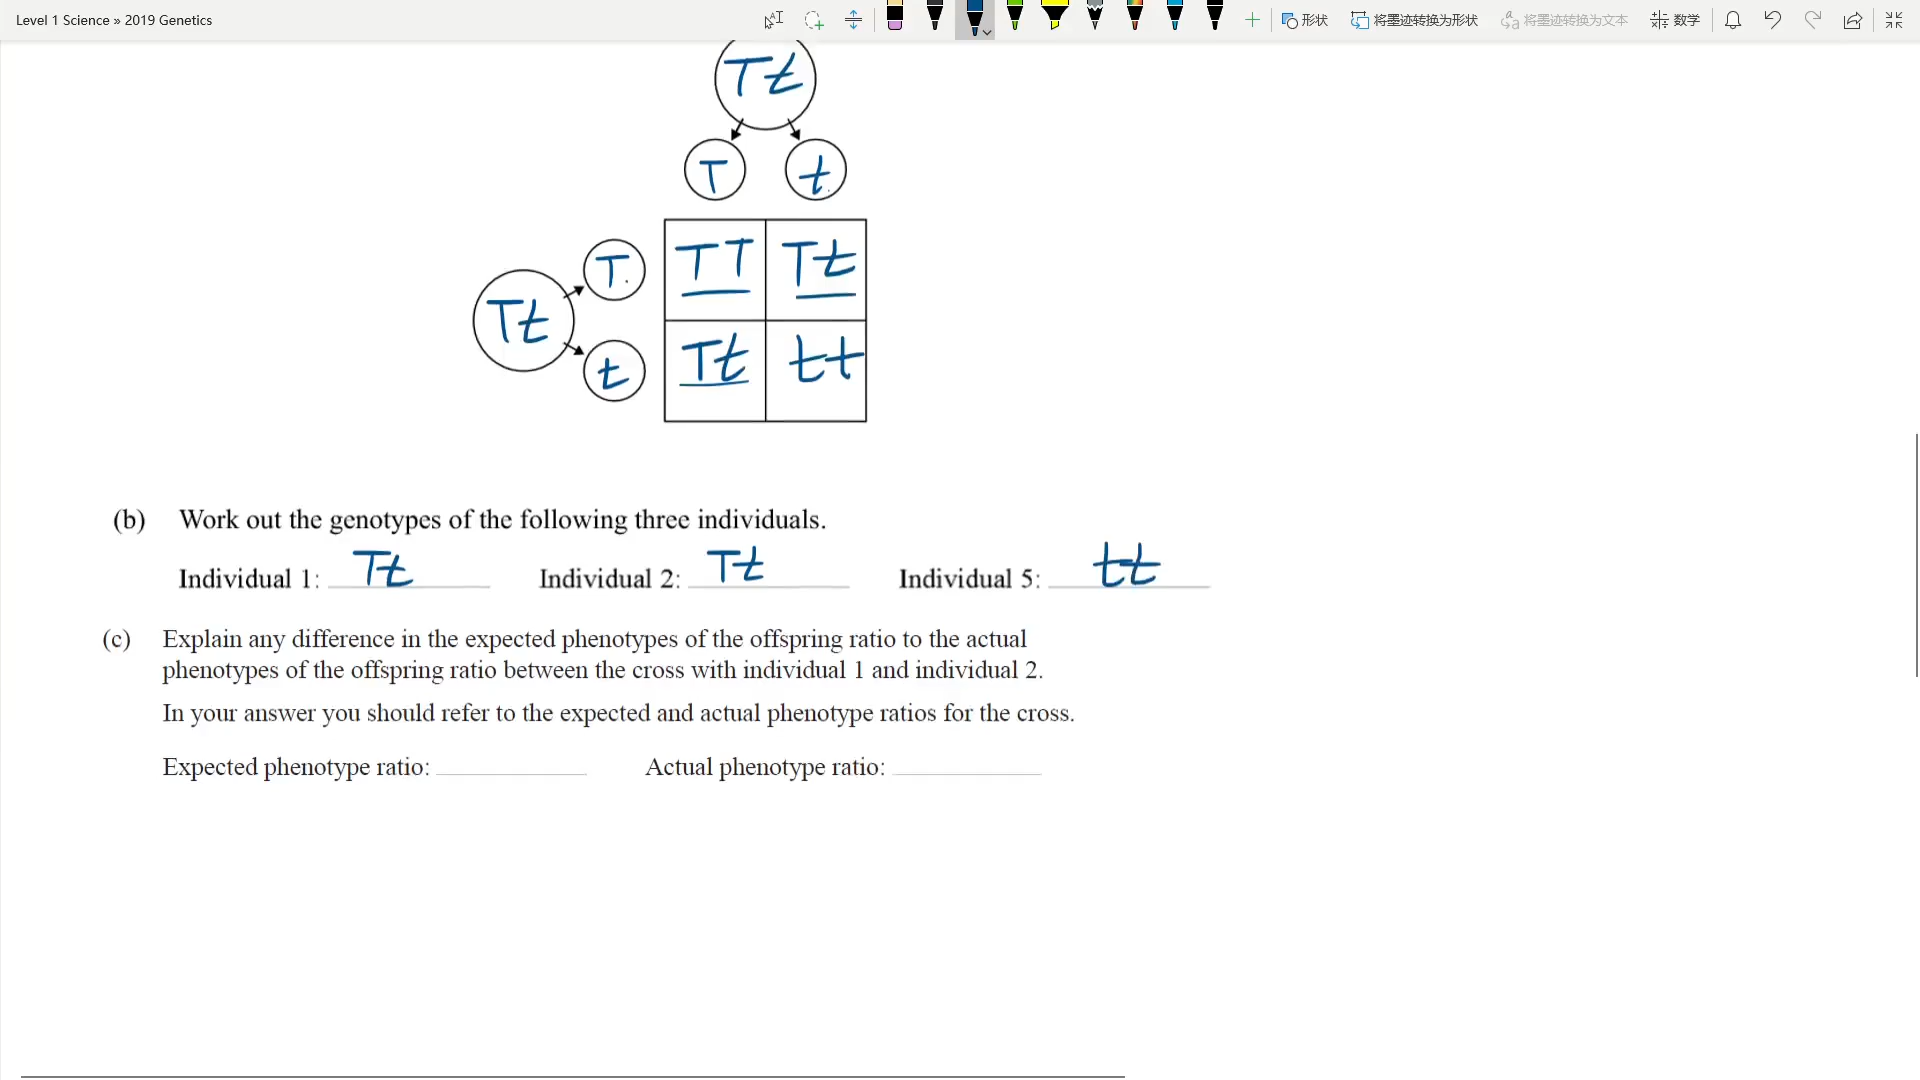 Level 1 Science » 2019 Genetics
形状 将墨迹转换为形状 将墨迹转换为文本 数学
Tt
T t
T. TT Tt
Tt
t Tt tt
(b) Work out the genotypes of the following three individuals.
Individual 1: Tt Individual 2: Tt Individual 5: tt
(c) Explain any difference in the expected phenotypes of the offspring ratio to the actual
phenotypes of the offspring ratio between the cross with individual 1 and individual 2.
In your answer you should refer to the expected and actual phenotype ratios for the cross.
Expected phenotype ratio: Actual phenotype ratio: